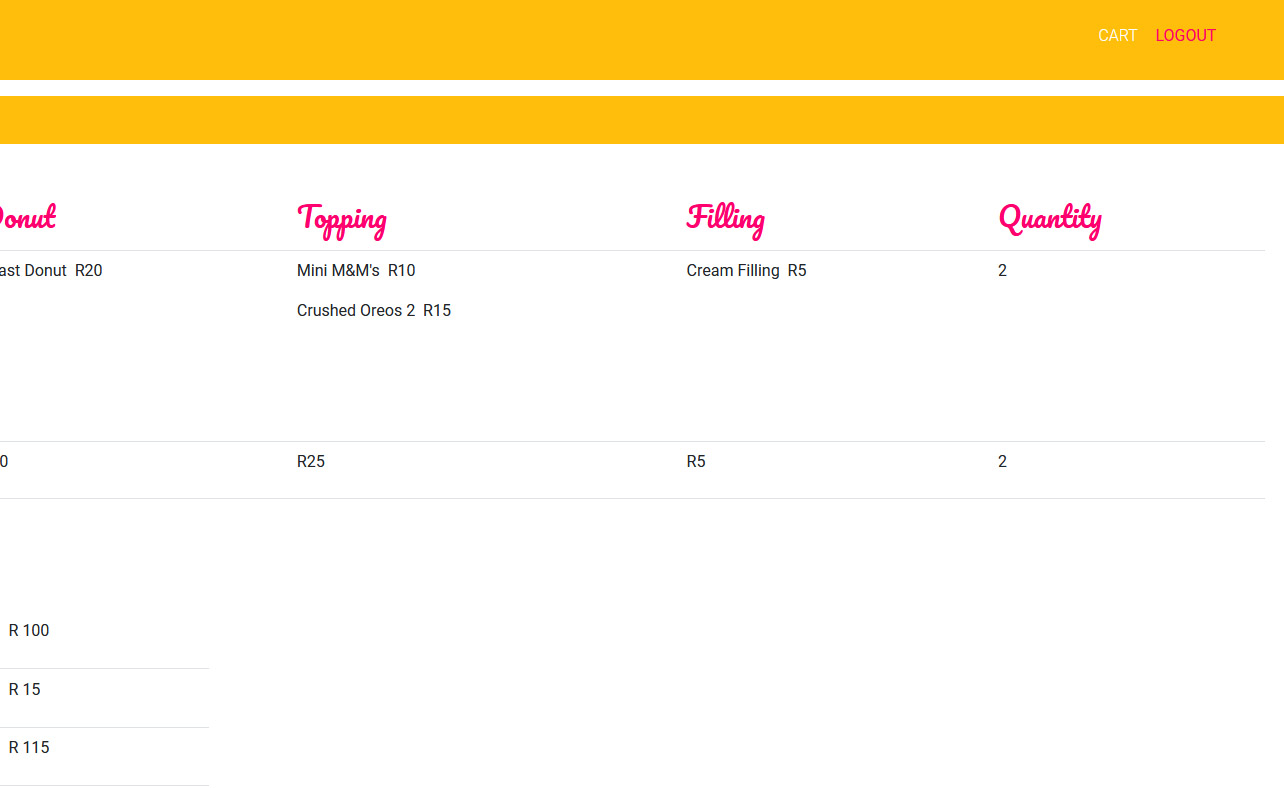 CART LOGOUT
Donut Topping Filling Quantity
ast Donut R20 Mini M&M's R10 Cream Filling R5 2
Crushed Oreos 2 R15
0 R25 R5 2
R 100
R 15
R 115